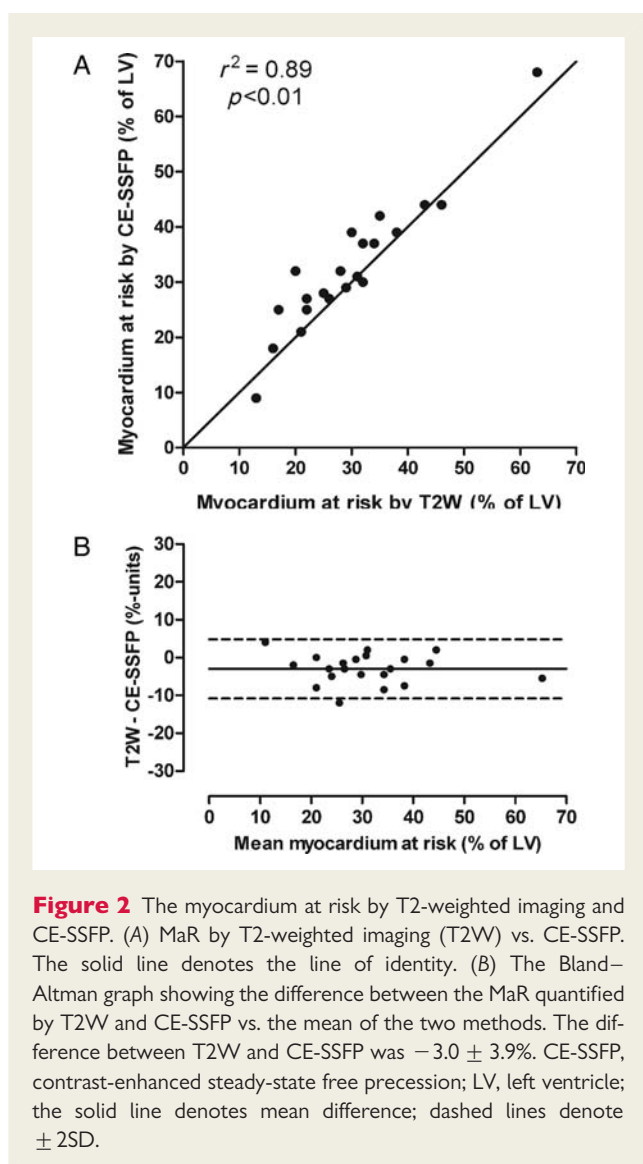 A
r² = 0.89
p<0.01
Myocardium at risk by CE-SSFP (% of LV)
70
60
50
40
30
20
10
0
0 10 20 30 40 50 60 70
Myocardium at risk by T2W (% of LV)
B
T2W - CE-SSFP (%-units)
30
20
10
0
-10
-20
-30
0 10 20 30 40 50 60 70
Mean myocardium at risk (% of LV)
Figure 2 The myocardium at risk by T2-weighted imaging and
CE-SSFP. (A) MaR by T2-weighted imaging (T2W) vs. CE-SSFP.
The solid line denotes the line of identity. (B) The Bland–
Altman graph showing the difference between the MaR quantified
by T2W and CE-SSFP vs. the mean of the two methods. The dif-
ference between T2W and CE-SSFP was −3.0 ± 3.9%. CE-SSFP,
contrast-enhanced steady-state free precession; LV, left ventricle;
the solid line denotes mean difference; dashed lines denote
± 2SD.